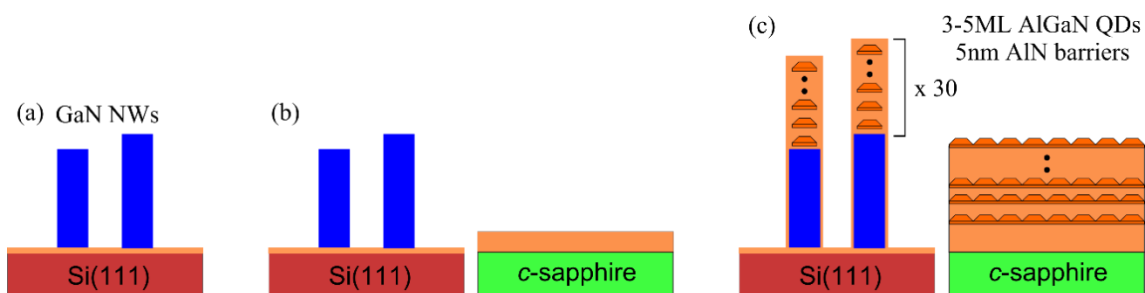 (a) GaN NWs
Si(111)
(b)
Si(111)
c-sapphire
(c)
3-5ML AlGaN QDs
5nm AlN barriers
x 30
Si(111)
c-sapphire